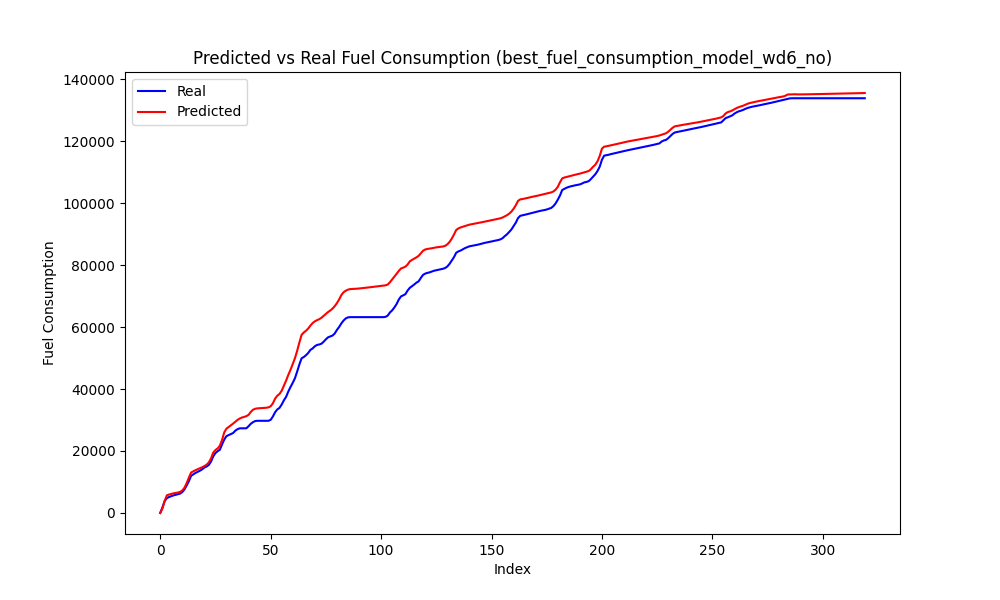 Predicted vs Real Fuel Consumption (best_fuel_consumption_model_wd6_no)
Real
Predicted
140000
120000
100000
80000
60000
40000
20000
0
Fuel Consumption
0 50 100 150 200 250 300
Index